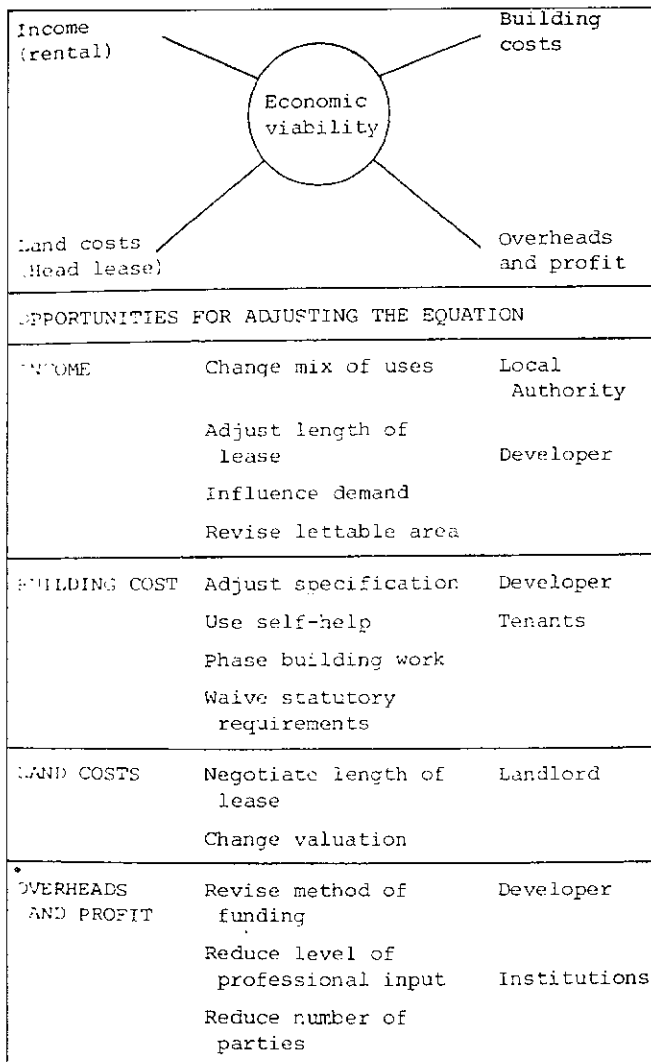 Income
(rental)
Building
costs
Economic
viability
Land costs
(Head lease)
Overheads
and profit
OPPORTUNITIES FOR ADJUSTING THE EQUATION
INCOME Change mix of uses Local
Authority
Adjust length of
lease Developer
Influence demand
Revise lettable area
BUILDING COST Adjust specification Developer
Use self-help Tenants
Phase building work
Waive statutory
requirements
LAND COSTS Negotiate length of Landlord
lease
Change valuation
OVERHEADS Revise method of Developer
AND PROFIT funding
Reduce level of
professional input Institutions
Reduce number of
parties